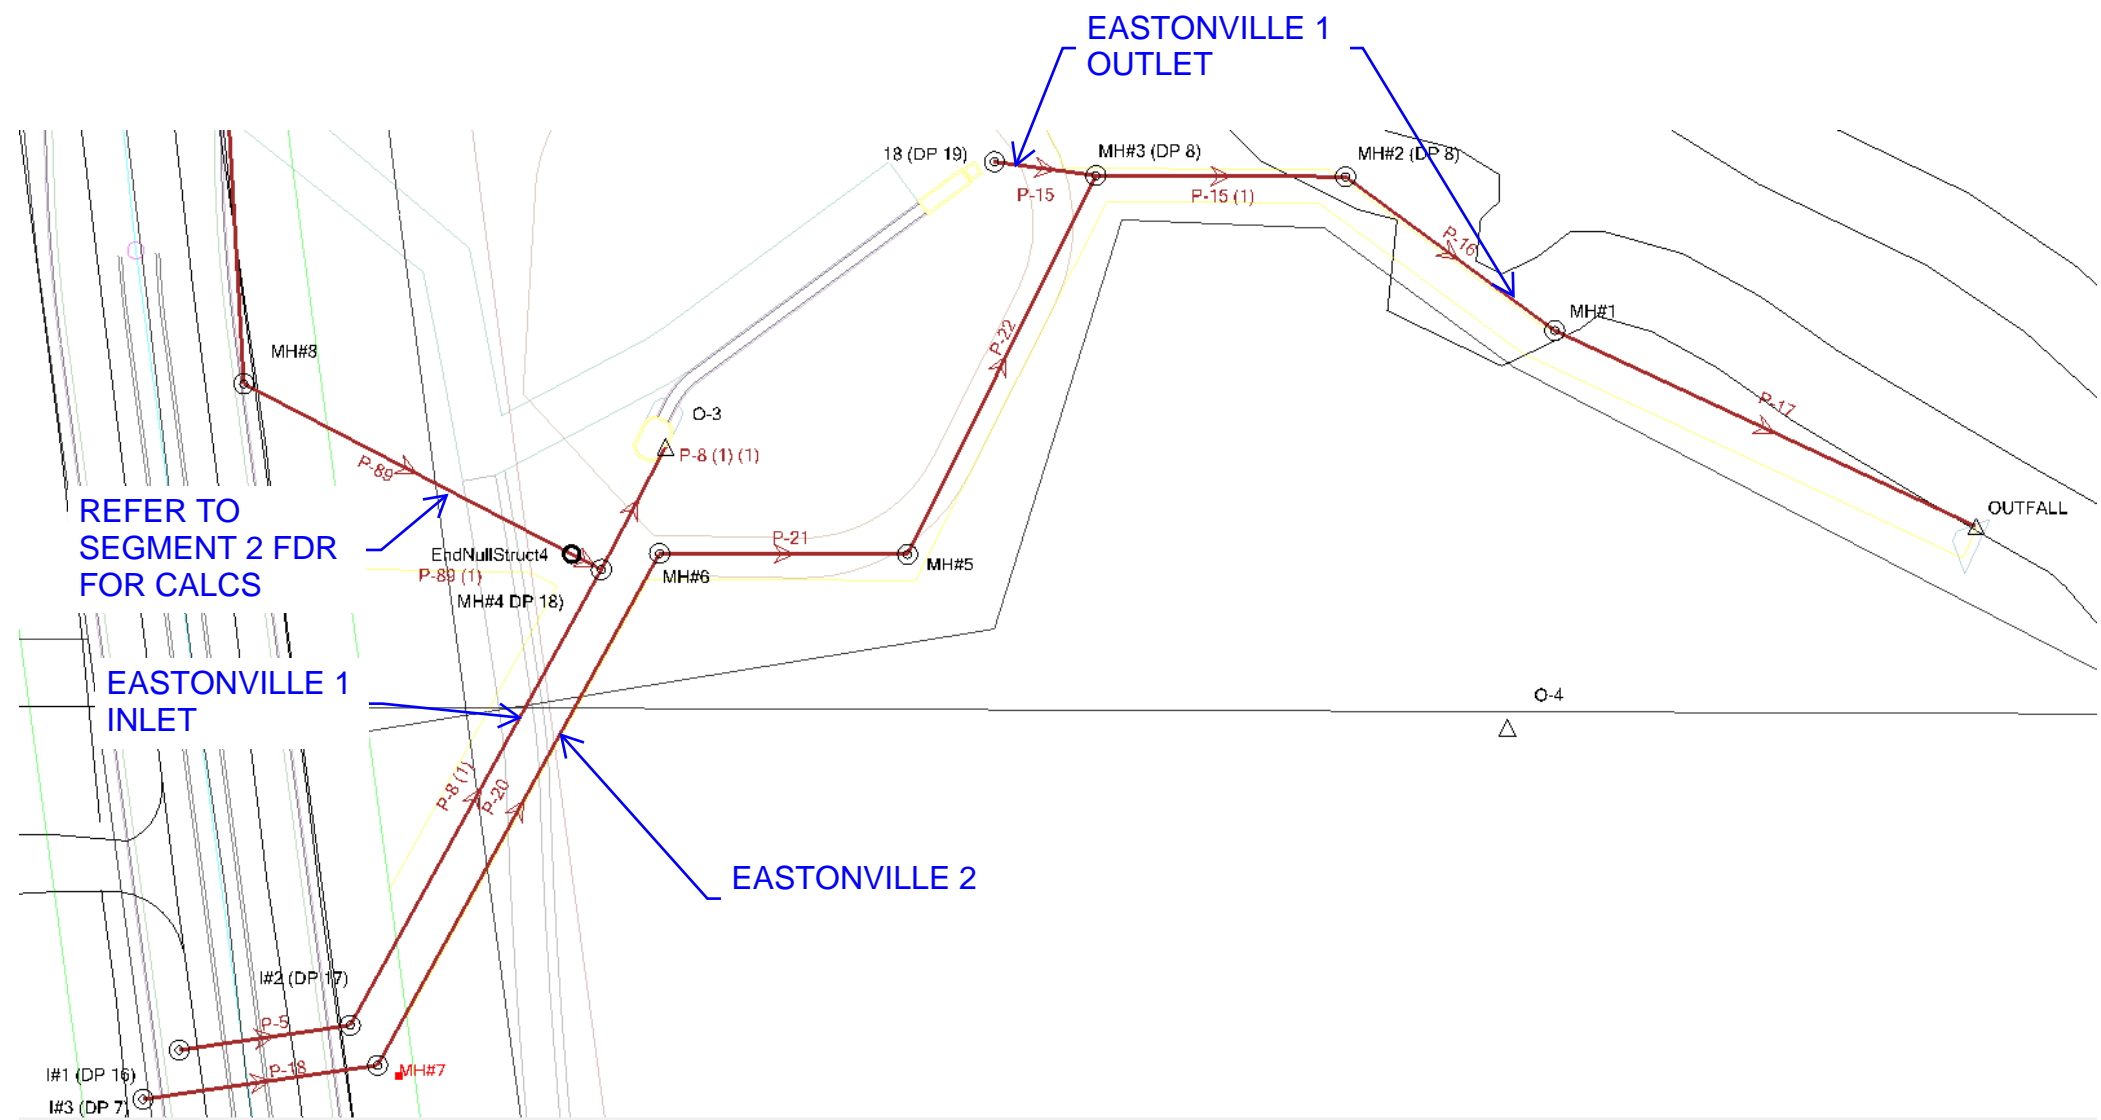 EASTONVILLE 1
OUTLET
18 (DP 19)
MH#3 (DP 8)
MH#2 (DP 8)
P-15
P-15 (1)
P-16
MH#1
MH#8
P-22
O-3
P-8 (1) (1)
P-17
P-89
REFER TO
SEGMENT 2 FDR
FOR CALCS
OUTFALL
EndNullStruct4
P-89 (1)
P-21
MH#6
MH#5
MH#4 DP 18)
EASTONVILLE 1
INLET
O-4
P-8 (1)
P-20
EASTONVILLE 2
I#2 (DP 17)
P-5
P-18
MH#7
I#1 (DP 16)
I#3 (DP 7)